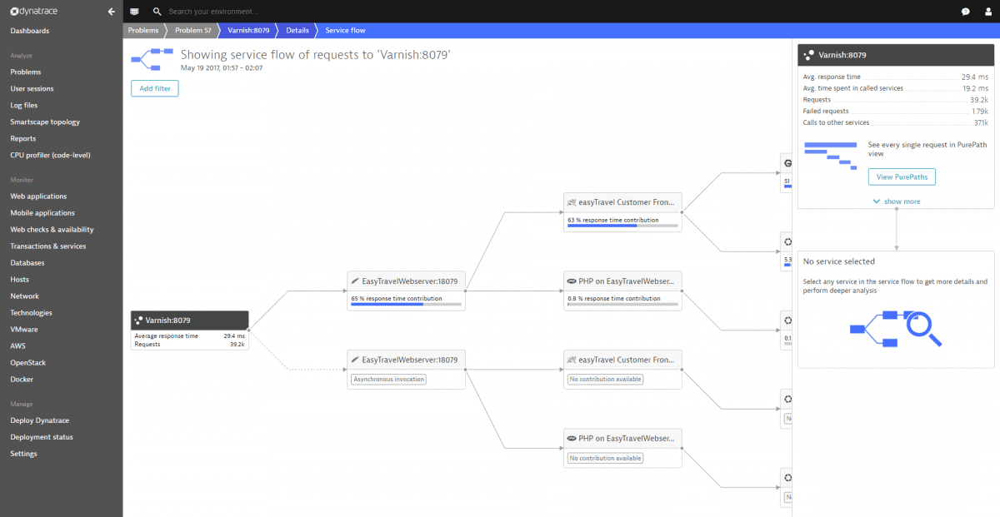 dynatrace
Search your environment...
Dashboards
Analyze
Problems
User sessions
Log files
Smartscape topology
Reports
CPU profiler (code-level)
Monitor
Web applications
Mobile applications
Web checks & availability
Transactions & services
Databases
Hosts
Network
Technologies
VMware
AWS
OpenStack
Docker
Manage
Deploy Dynatrace
Deployment status
Settings
Problems
Problem 57
Varnish:8079
Details
Service flow
Showing service flow of requests to 'Varnish:8079'
May 19 2017, 01:57 - 02:07
Add filter
Varnish:8079
Average response time 29.4 ms
Requests 39.2k
EasyTravelWebserver:18079
65 % response time contribution
EasyTravelWebserver:18079
Asynchronous invocation
easyTravel Customer Fron...
63 % response time contribution
PHP on EasyTravelWebser...
0.8 % response time contribution
easyTravel Customer Fron...
No contribution available
PHP on EasyTravelWebser...
No contribution available
51
5.3
0.1
N
N
Varnish:8079
Avg. response time 29.4 ms
Avg. time spent in called services 19.2 ms
Requests 39.2k
Failed requests 1.79k
Calls to other services 37.1k
See every single request in PurePath
view
View PurePaths
show more
No service selected
Select any service in the service flow to get more details and
perform deeper analysis